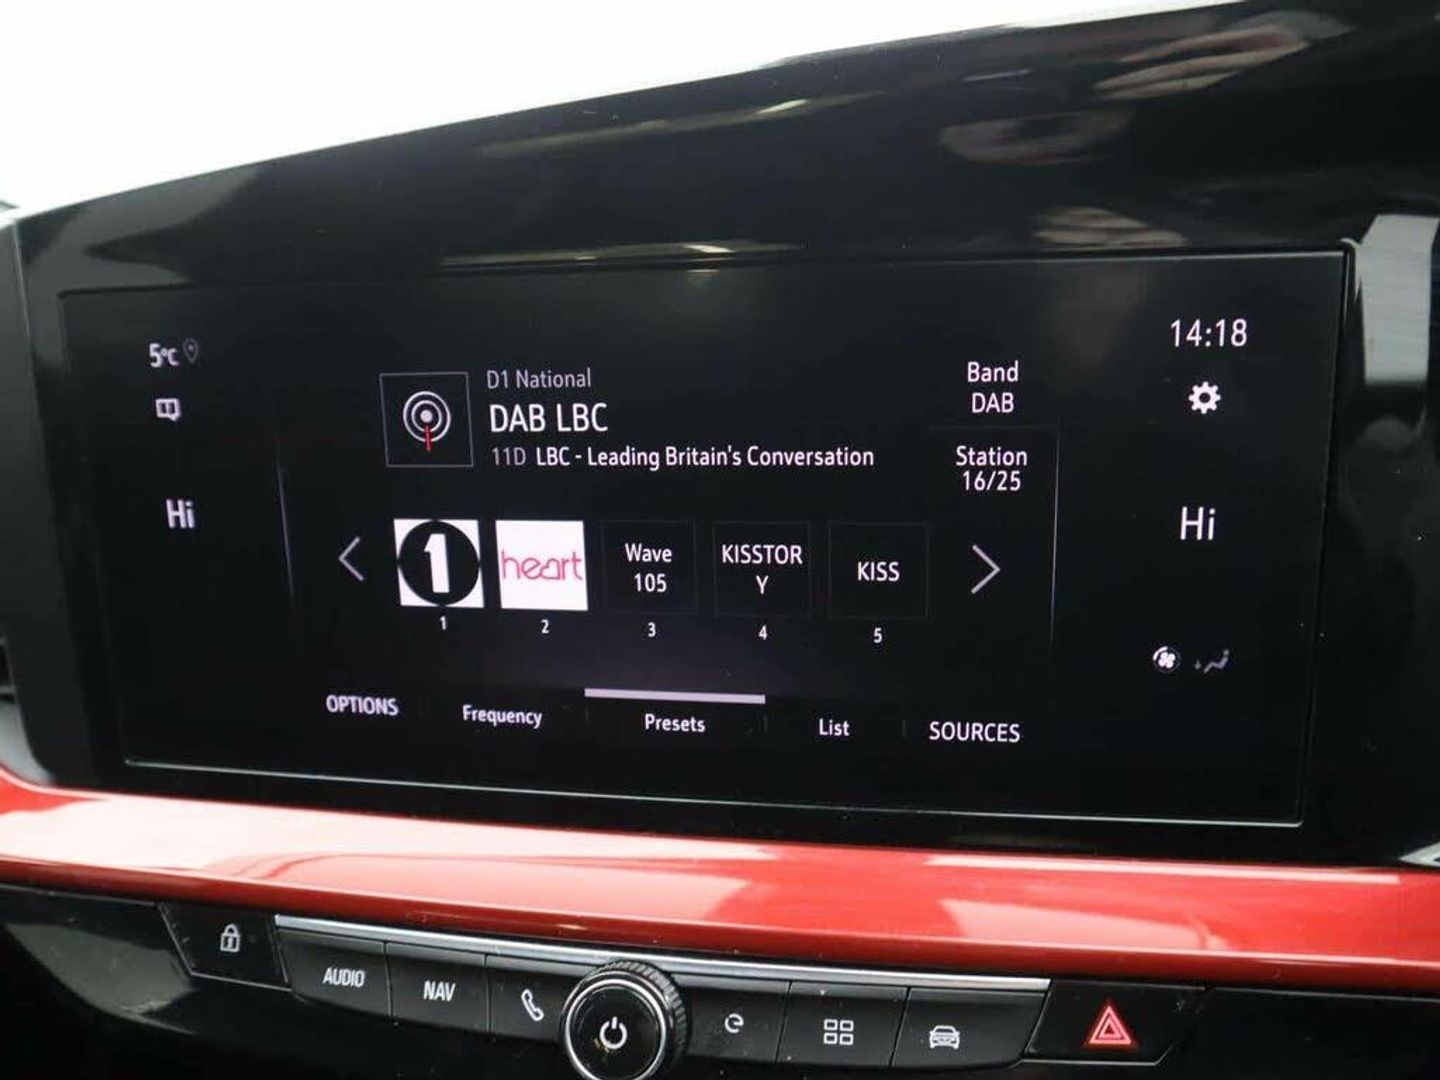 5°C
14:18
D1 National
DAB LBC
11D LBC - Leading Britain's Conversation
Band
DAB
Station
16/25
Hi
Hi
1
heart
Wave
105
KISSTOR
Y
KISS
1
2
3
4
5
OPTIONS
Frequency
Presets
List
SOURCES
AUDIO
NAV